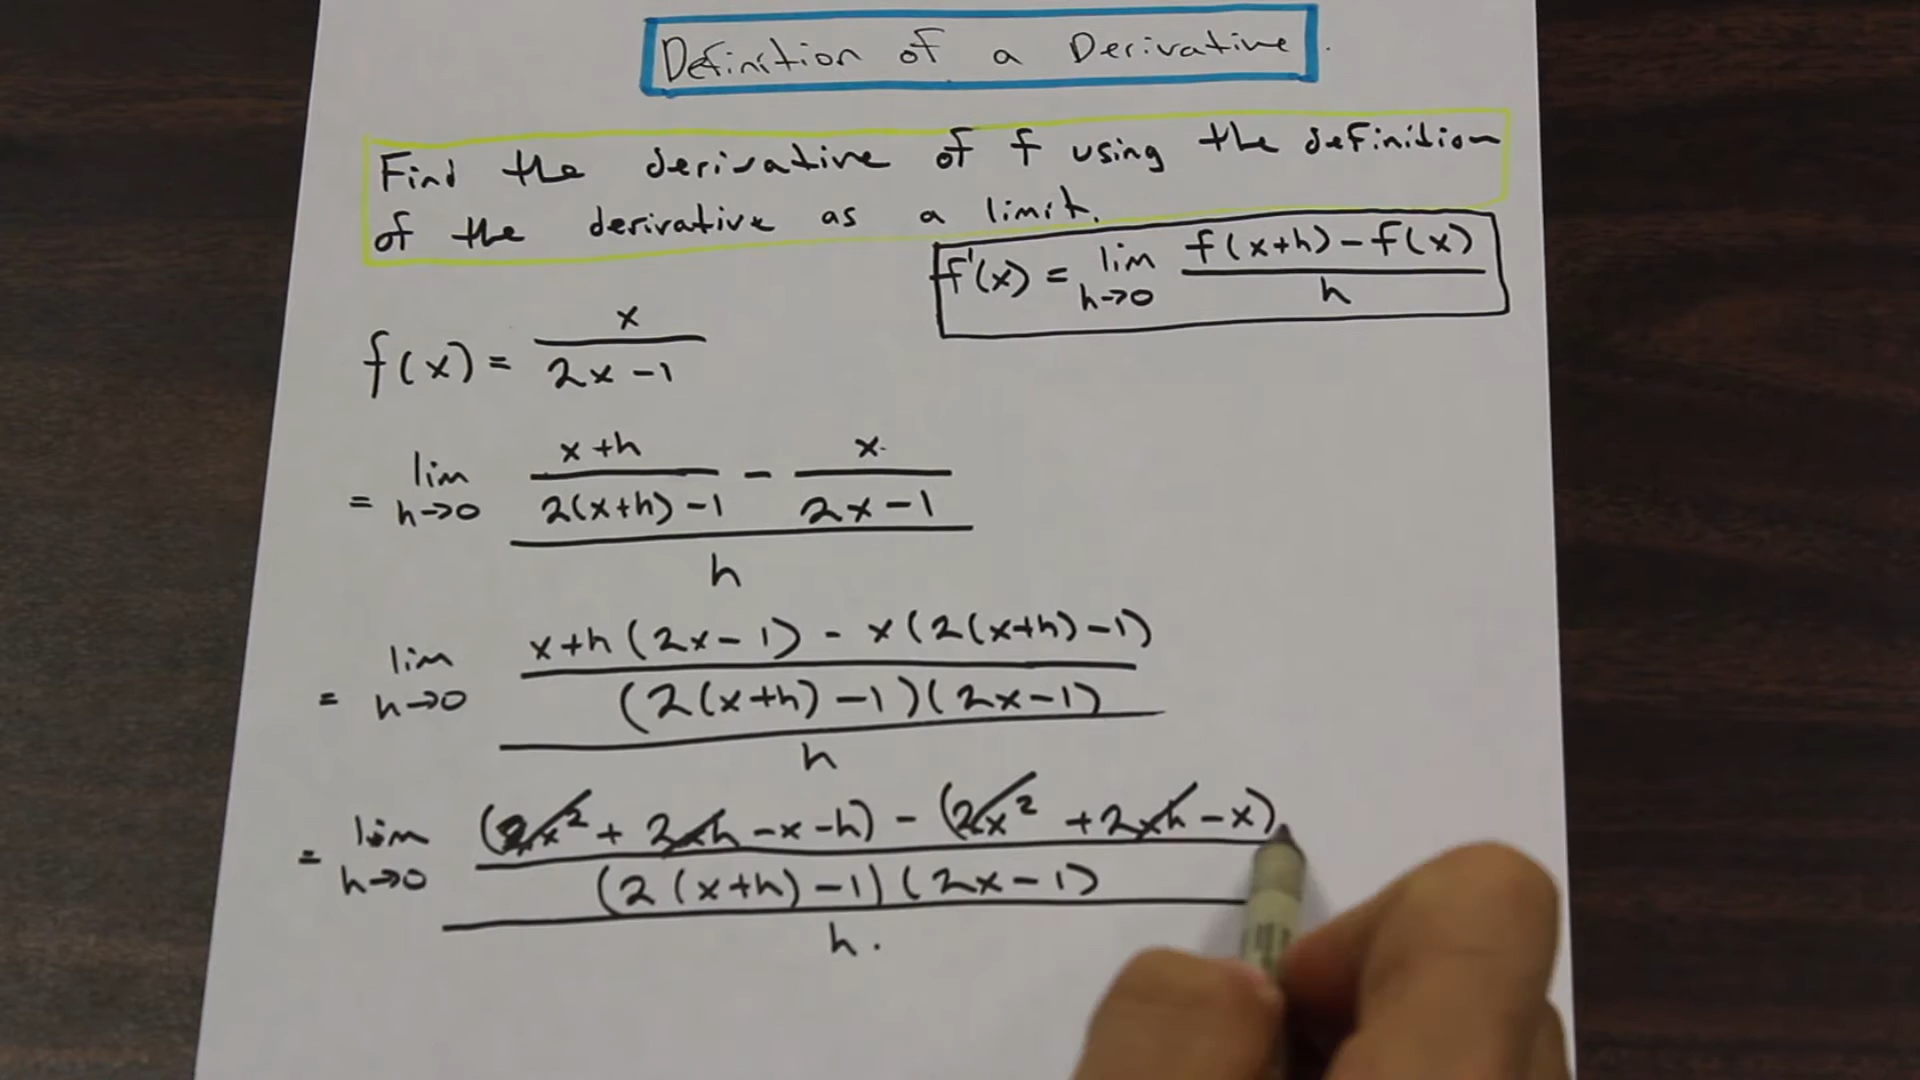 Definition of a Derivative.
Find the derivative of f using the definition
of the derivative as a limit.
f'(x) = lim h→0 f(x+h) - f(x) / h
f(x) = x / 2x - 1
= lim h→0 x+h / 2(x+h) - 1 - x / 2x - 1 / h
= lim h→0 x+h (2x - 1) - x (2(x+h) - 1) / (2(x+h) - 1)(2x - 1) / h
= lim h→0 (2x² + 2xh - x - h) - (2x² + 2xh - x) / (2(x+h) - 1)(2x - 1) / h.